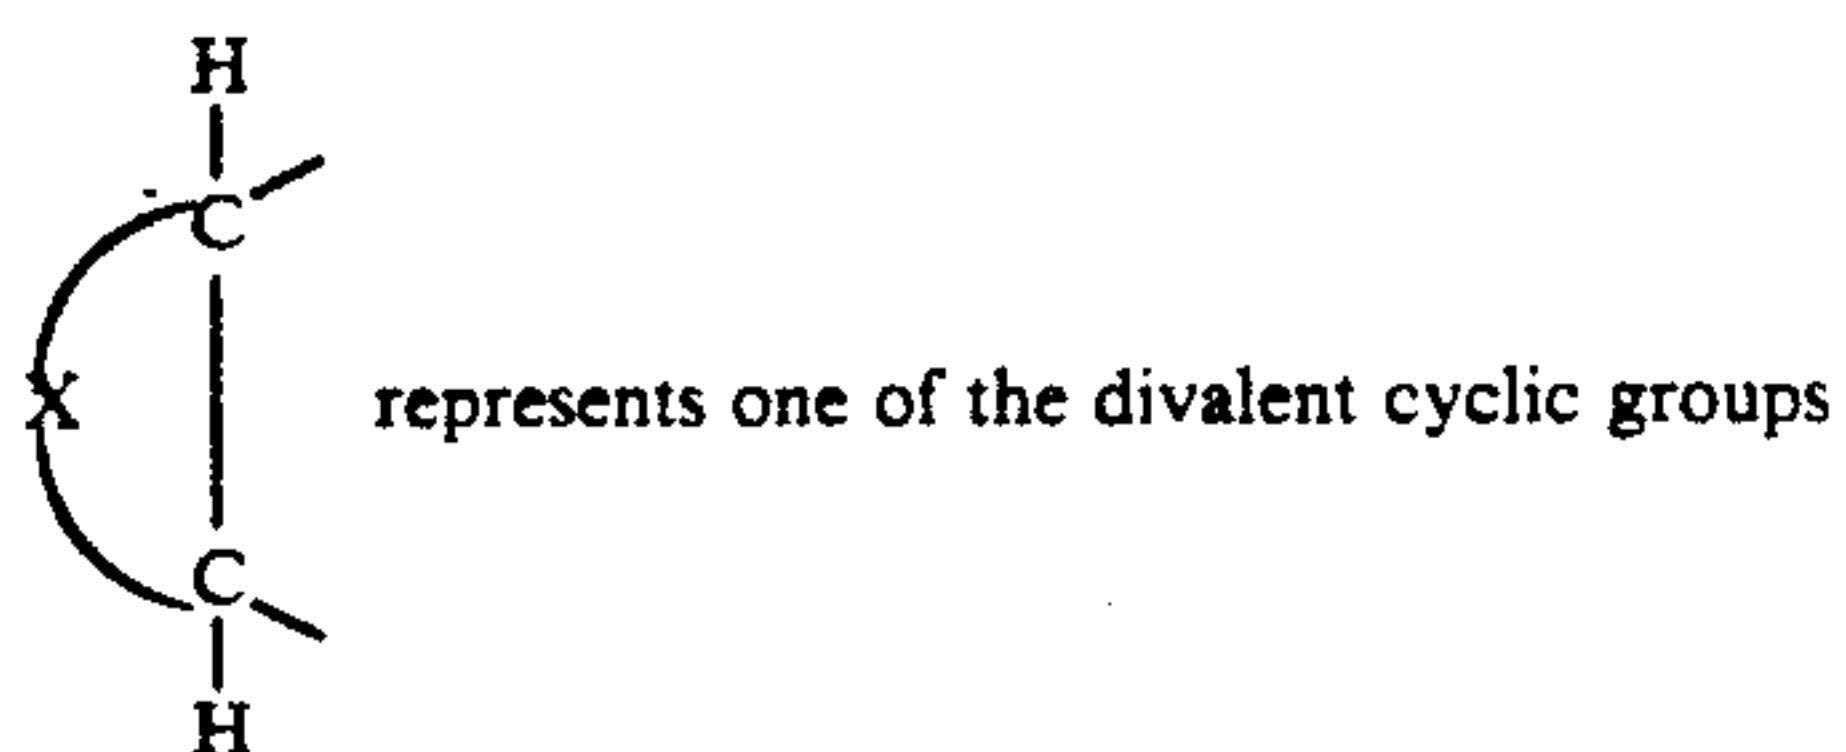 H
C
X represents one of the divalent cyclic groups
C
H